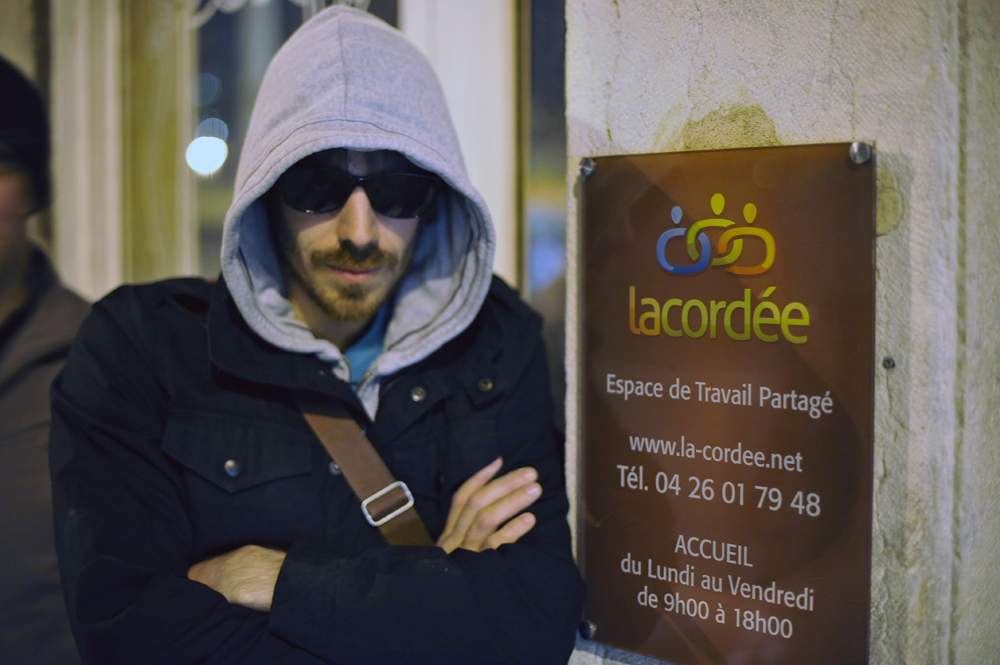 lacordée
Espace de Travail Partagé
www.la-cordee.net
Tél. 04 26 01 79 48
ACCUEIL
du Lundi au Vendredi
de 9h00 à 18h00